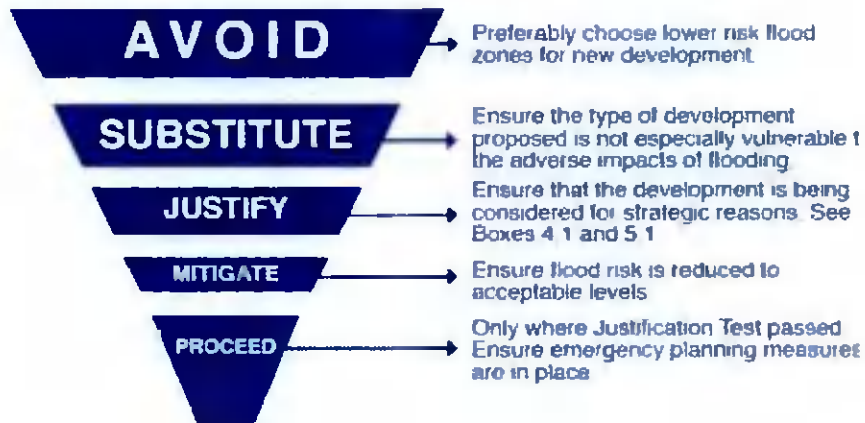 AVOID
Preferably choose lower risk flood
zones for new development
SUBSTITUTE
Ensure the type of development
proposed is not especially vulnerable t
the adverse impacts of flooding
JUSTIFY
Ensure that the development is being
considered for strategic reasons See
Boxes 4 1 and 5 1
MITIGATE
Ensure flood risk is reduced to
acceptable levels
PROCEED
Only where Justification Test passed
Ensure emergency planning measures
are in place